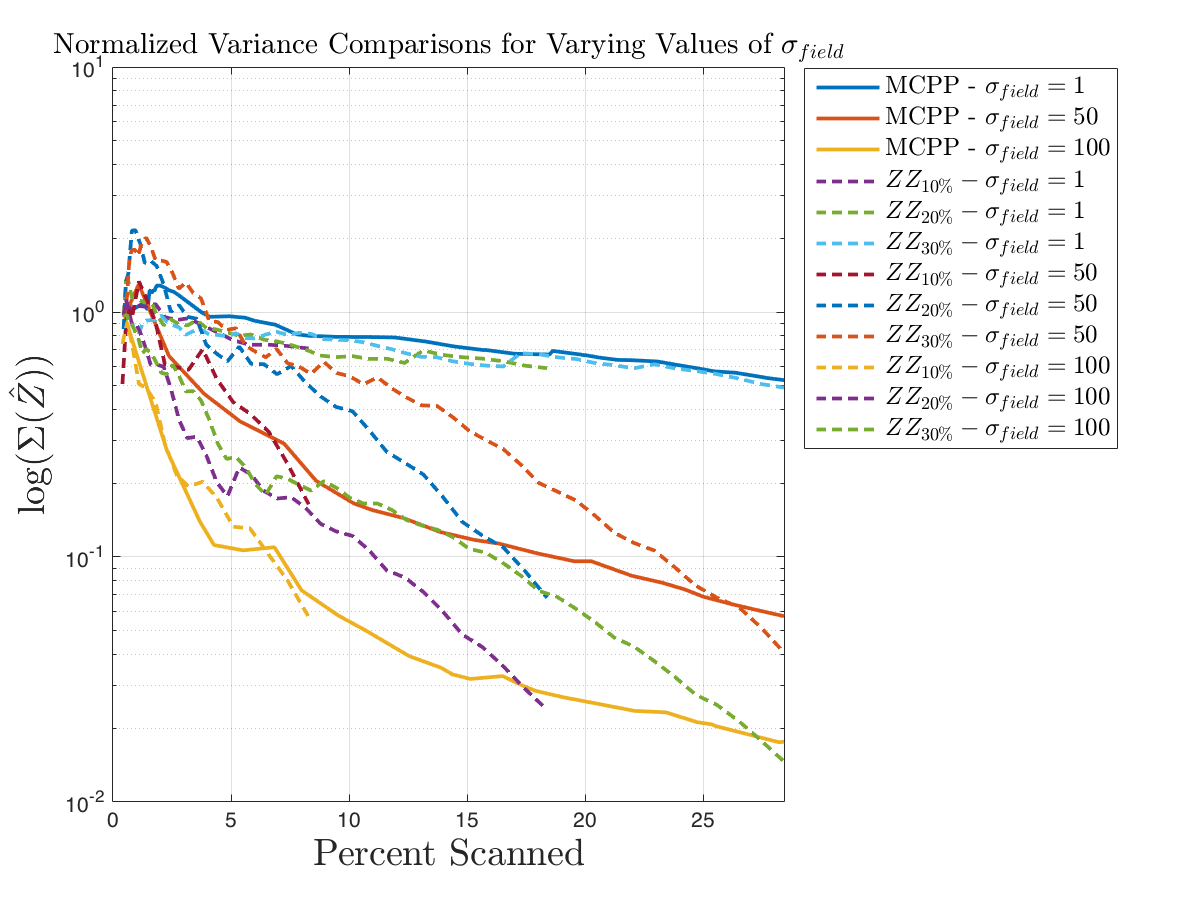 Normalized Variance Comparisons for Varying Values of σ_field
10^1
10^0
10^-1
10^-2
log(Σ(Ẑ))
0 5 10 15 20 25
Percent Scanned
MCPP - σ_field = 1
MCPP - σ_field = 50
MCPP - σ_field = 100
ZZ_10% − σ_field = 1
ZZ_20% − σ_field = 1
ZZ_30% − σ_field = 1
ZZ_10% − σ_field = 50
ZZ_20% − σ_field = 50
ZZ_30% − σ_field = 50
ZZ_10% − σ_field = 100
ZZ_20% − σ_field = 100
ZZ_30% − σ_field = 100